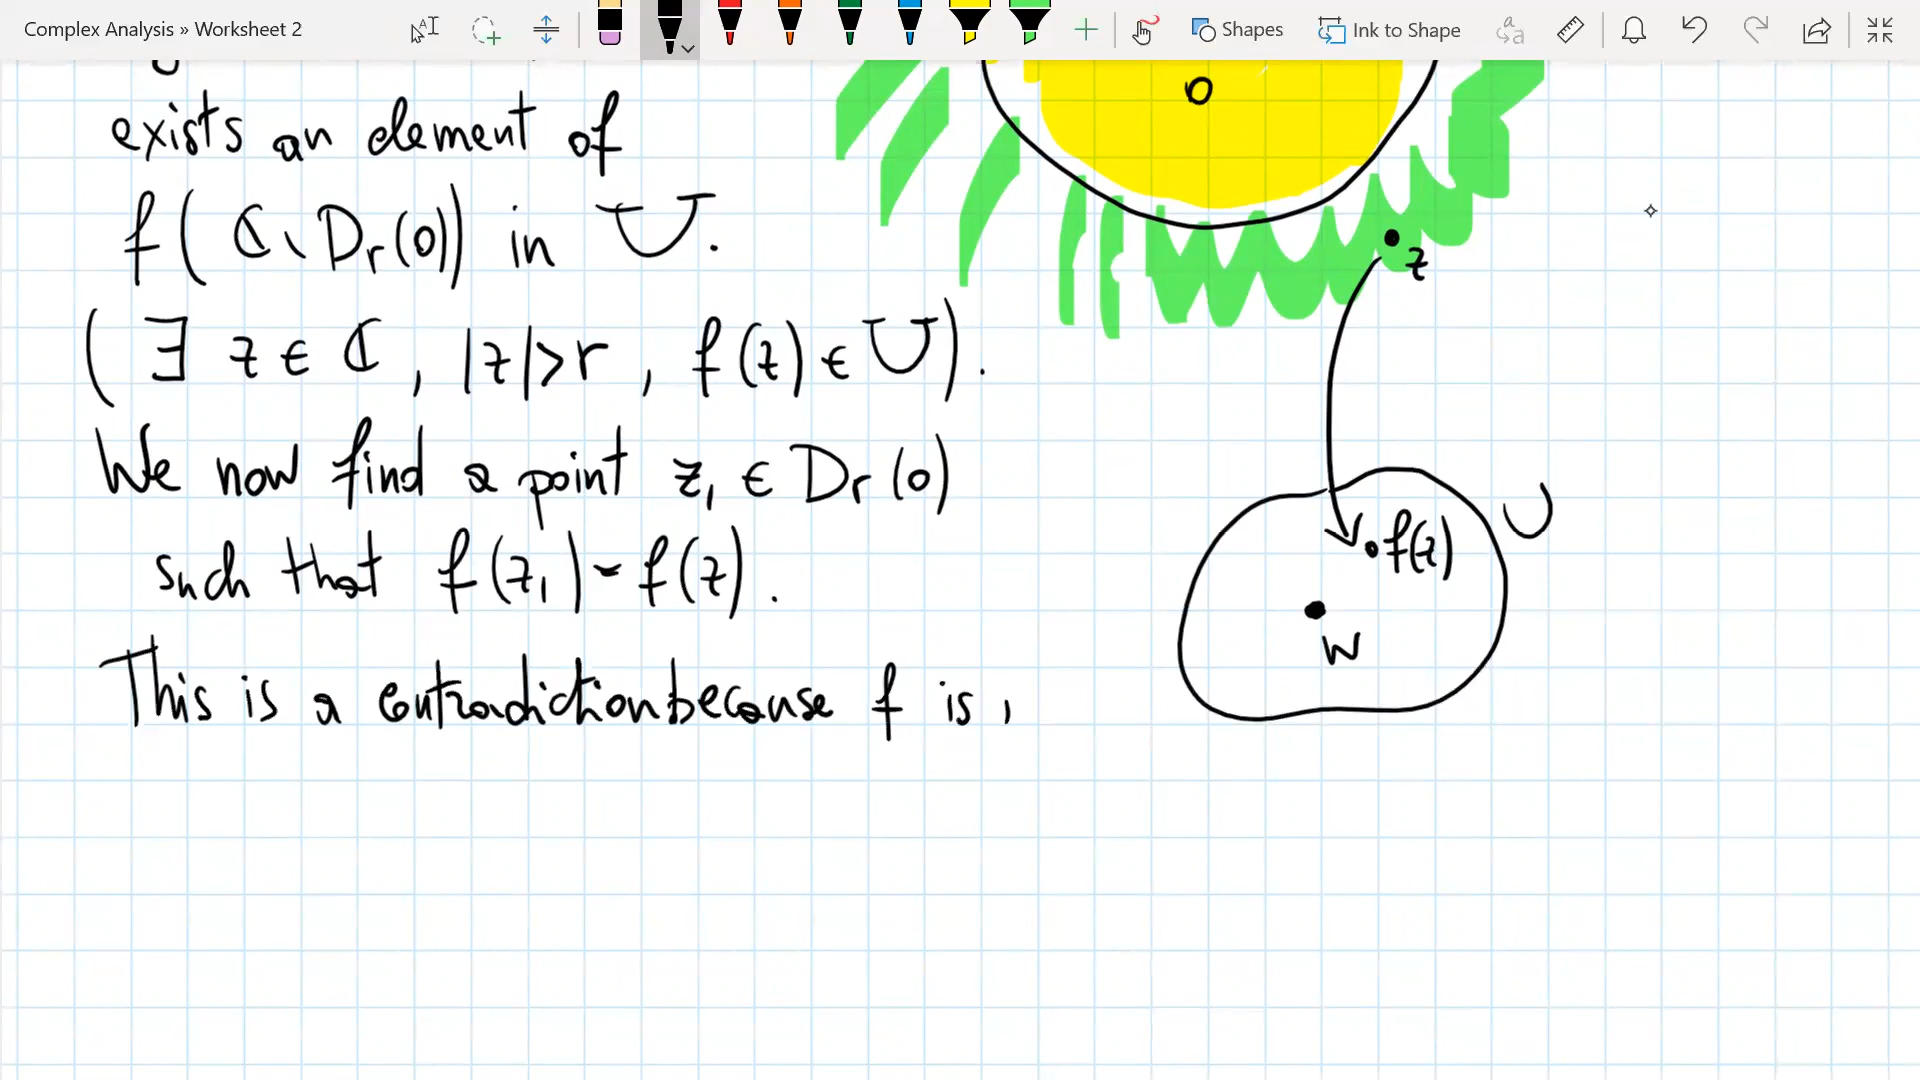 Complex Analysis » Worksheet 2
Shapes
Ink to Shape
exists an element of
f(ℂ\Dr(0)) in U.
(∃ z ∈ ℂ, |z|>r, f(z) ∈ U).
We now find a point z₁ ∈ Dr(0)
such that f(z₁) = f(z).
This is a contradiction because f is
0
z
U
f(z)
w